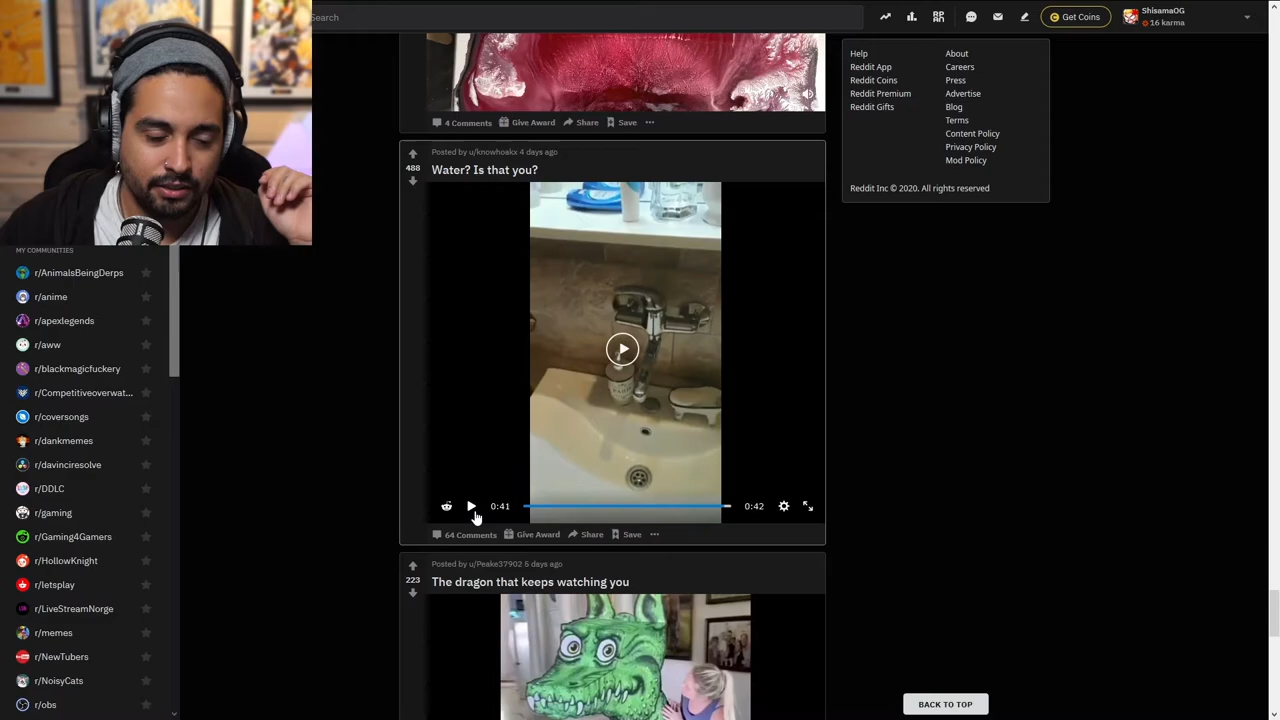 Search
Get Coins
ShisamaOG
16 karma
Help
About
Reddit App
Careers
Reddit Coins
Press
Reddit Premium
Advertise
Reddit Gifts
Blog
Terms
Content Policy
Privacy Policy
Mod Policy
Reddit Inc © 2020. All rights reserved
4 Comments
Give Award
Share
Save
Posted by u/knowhoakx 4 days ago
488
Water? Is that you?
0:41
0:42
64 Comments
Give Award
Share
Save
Posted by u/Peake37902 5 days ago
223
The dragon that keeps watching you
MY COMMUNITIES
r/AnimalsBeingDerps
r/anime
r/apexlegends
r/aww
r/blackmagicfuckery
r/Competitiveoverwat...
r/coversongs
r/dankmemes
r/davinciresolve
r/DDLC
r/gaming
r/Gaming4Gamers
r/HollowKnight
r/letsplay
r/LiveStreamNorge
r/memes
r/NewTubers
r/NoisyCats
r/obs
BACK TO TOP